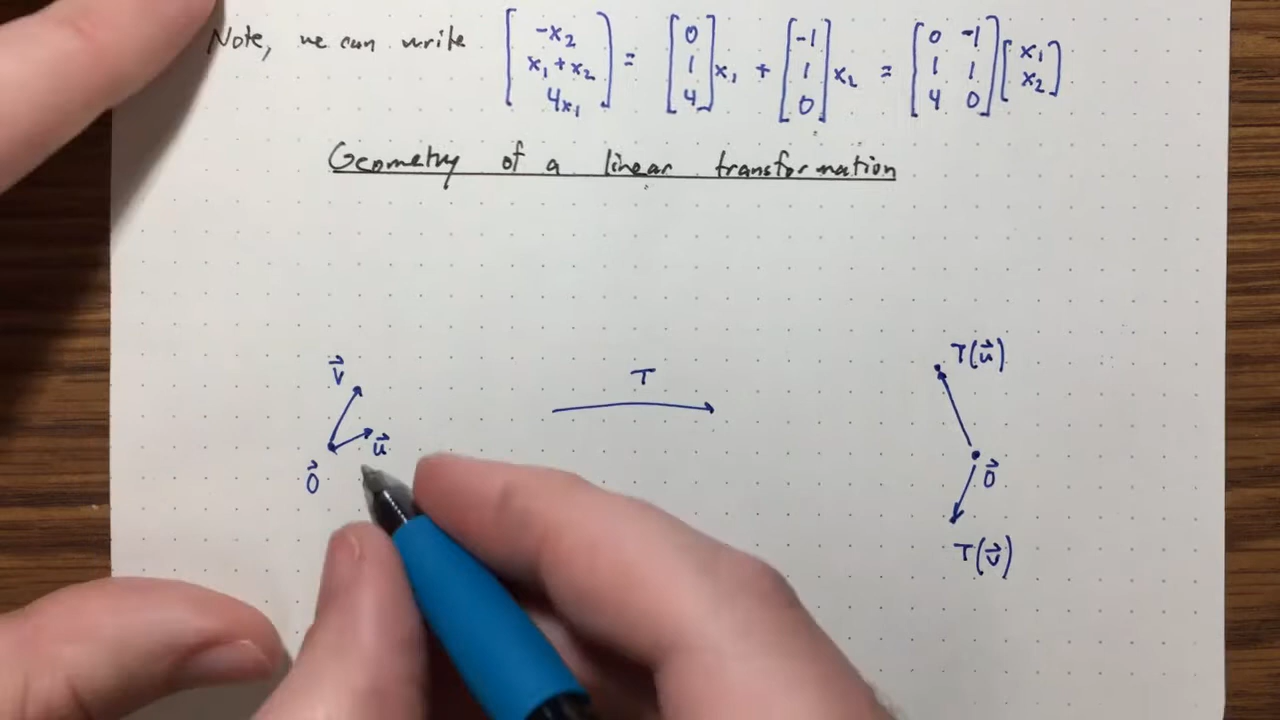 Note, we can write [-x₂ x₁+x₂ 4x₁] = [0 1 4]x₁ + [-1 1 0]x₂ = [0 -1 1 1 4 0][x₁ x₂]
Geometry of a linear transformation
T
T(u⃗)
v⃗
u⃗
0⃗
0⃗
T(v⃗)